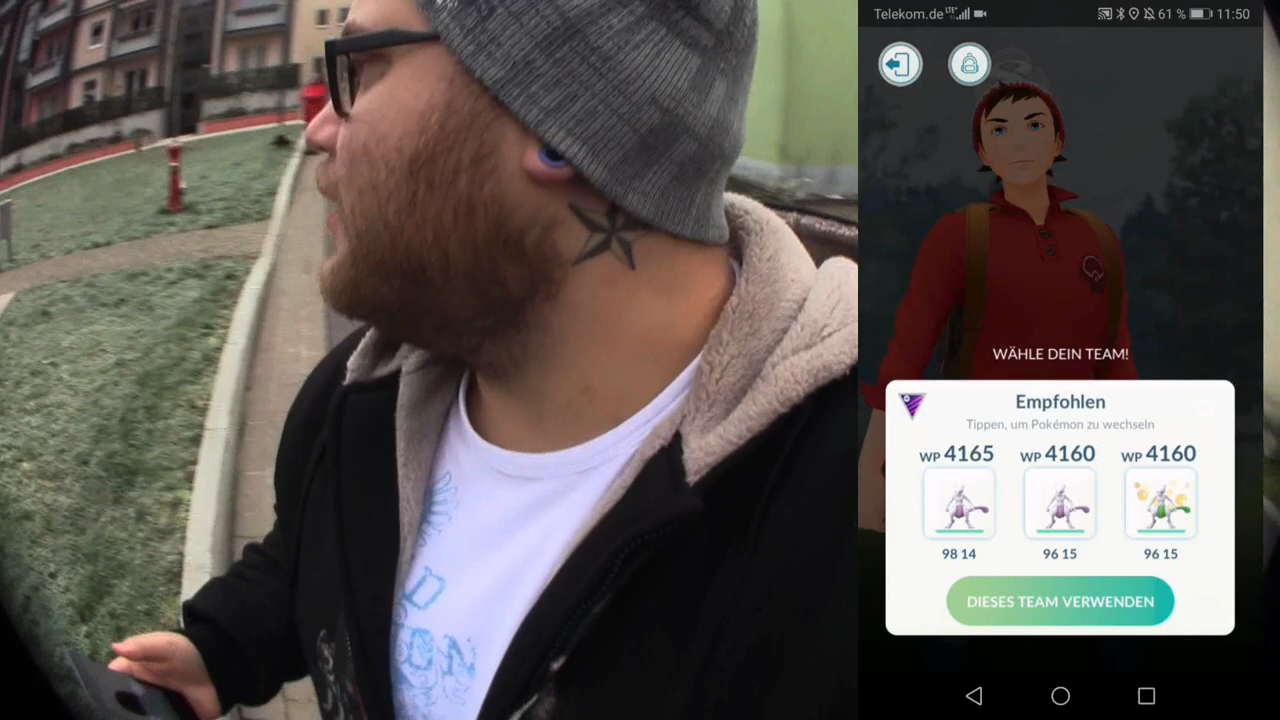 Telekom.de LTE 61 % 11:50
WÄHLE DEIN TEAM!
Empfohlen
Tippen, um Pokémon zu wechseln
WP 4165 WP 4160 WP 4160
98 14 96 15 96 15
DIESES TEAM VERWENDEN